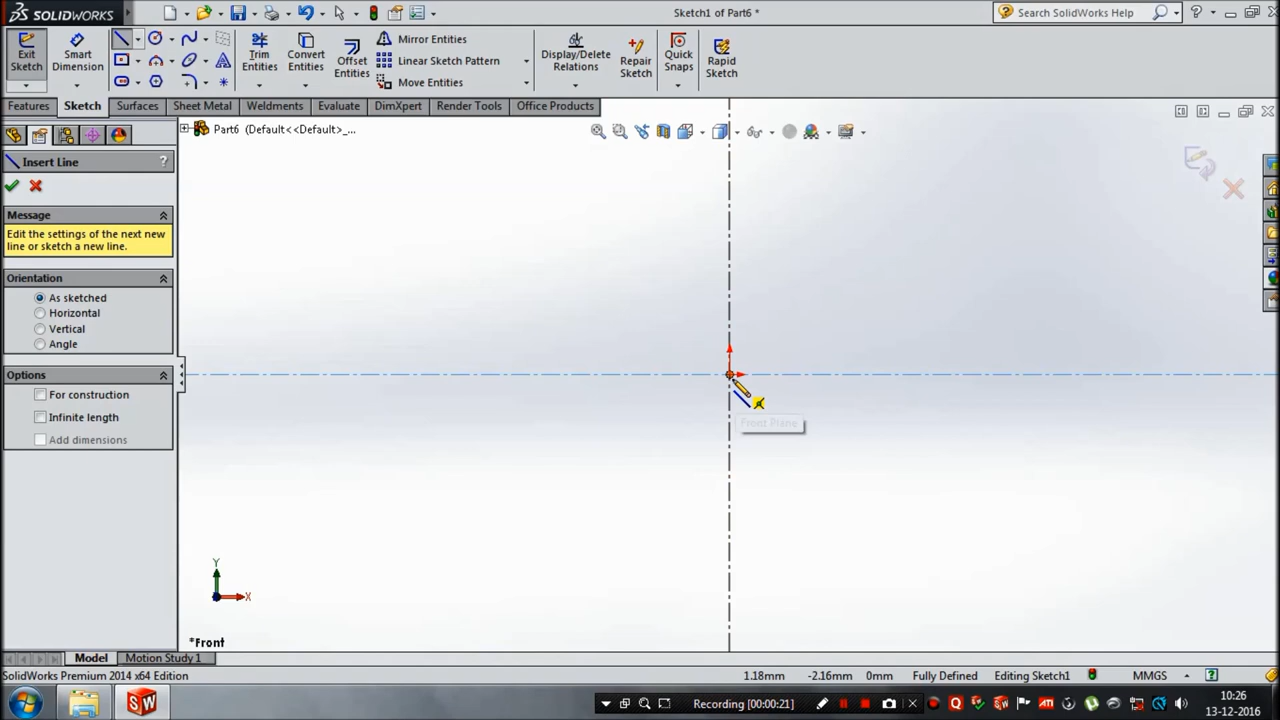 SOLIDWORKS
Sketch1 of Part6 *
Search SolidWorks Help
Exit Sketch
Smart Dimension
Trim Entities
Convert Entities
Offset Entities
Mirror Entities
Linear Sketch Pattern
Move Entities
Display/Delete Relations
Repair Sketch
Quick Snaps
Rapid Sketch
Features Sketch Surfaces Sheet Metal Weldments Evaluate DimXpert Render Tools Office Products
Part6 (Default<<Default>_...
Insert Line
?
Message
Edit the settings of the next new
line or sketch a new line.
Orientation
As sketched
Horizontal
Vertical
Angle
Options
For construction
Infinite length
Add dimensions
Front Plane
Y
X
*Front
Model Motion Study 1
SolidWorks Premium 2014 x64 Edition
1.18mm -2.16mm 0mm Fully Defined Editing Sketch1 MMGS
Recording [00:00:21]
10:26
13-12-2016